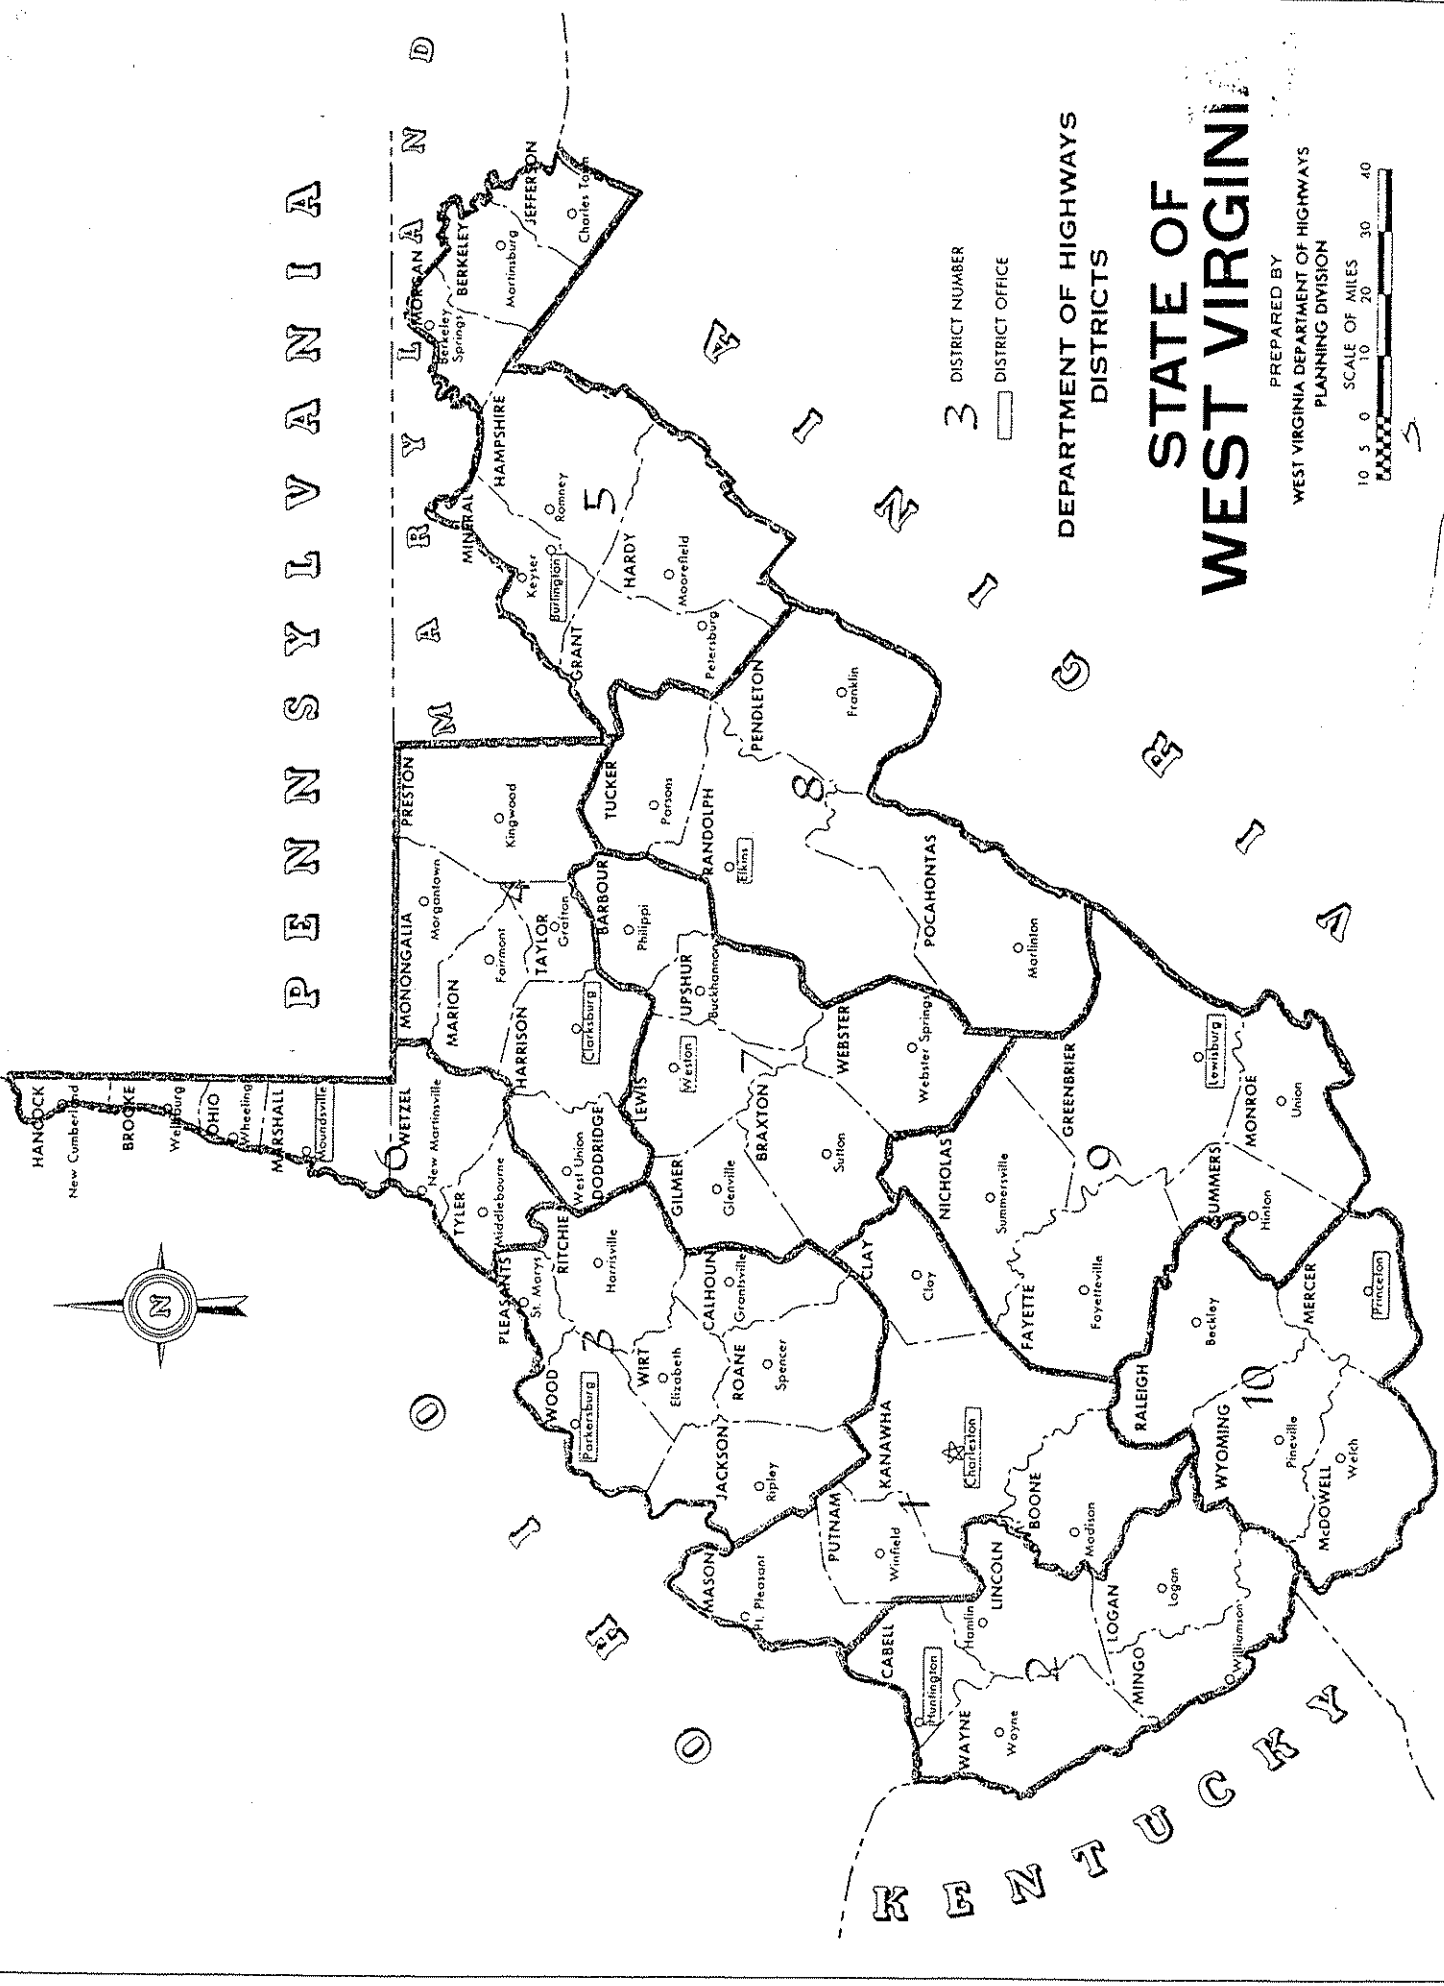 PENNSYLVANIA
MARYLAND
VIRGINIA
KENTUCKY
OHIO
N
HANCOCK
New Cumberland
BROOKE
Wellsburg
OHIO
Wheeling
MARSHALL
Moundsville
6
WETZEL
New Martinsville
TYLER
Middlebourne
PLEASANTS
St. Marys
RITCHIE
Harrisville
WOOD
Parkersburg
3
WIRT
Elizabeth
CALHOUN
Grantsville
ROANE
Spencer
JACKSON
Ripley
MASON
Pt. Pleasant
PUTNAM
Winfield
1
KANAWHA
Charleston
CLAY
Clay
BOONE
Madison
CABELL
Huntington
WAYNE
Wayne
2
LINCOLN
Hamlin
LOGAN
Logan
MINGO
Williamson
MONONGALIA
Morgantown
PRESTON
Kingwood
MARION
Fairmont
4
TAYLOR
Grafton
HARRISON
Clarksburg
DODDRIDGE
West Union
BARBOUR
Philippi
UPSHUR
Buckhannon
LEWIS
Weston
7
GILMER
Glenville
BRAXTON
Sutton
WEBSTER
Webster Springs
TUCKER
Parsons
RANDOLPH
Elkins
8
PENDLETON
Franklin
POCAHONTAS
Marlinton
NICHOLAS
Summersville
GREENBRIER
Lewisburg
9
FAYETTE
Fayetteville
SUMMERS
Hinton
MONROE
Union
RALEIGH
Beckley
MERCER
Princeton
10
WYOMING
Pineville
McDOWELL
Welch
MINERAL
Keyser
Burlington
HAMPSHIRE
Romney
5
GRANT
Petersburg
HARDY
Moorefield
MORGAN
Berkeley
Springs
BERKELEY
Martinsburg
JEFFERSON
Charles Town
3 DISTRICT NUMBER
DISTRICT OFFICE
DEPARTMENT OF HIGHWAYS
DISTRICTS
STATE OF
WEST VIRGINIA
PREPARED BY
WEST VIRGINIA DEPARTMENT OF HIGHWAYS
PLANNING DIVISION
SCALE OF MILES
10 5 0 10 20 30 40